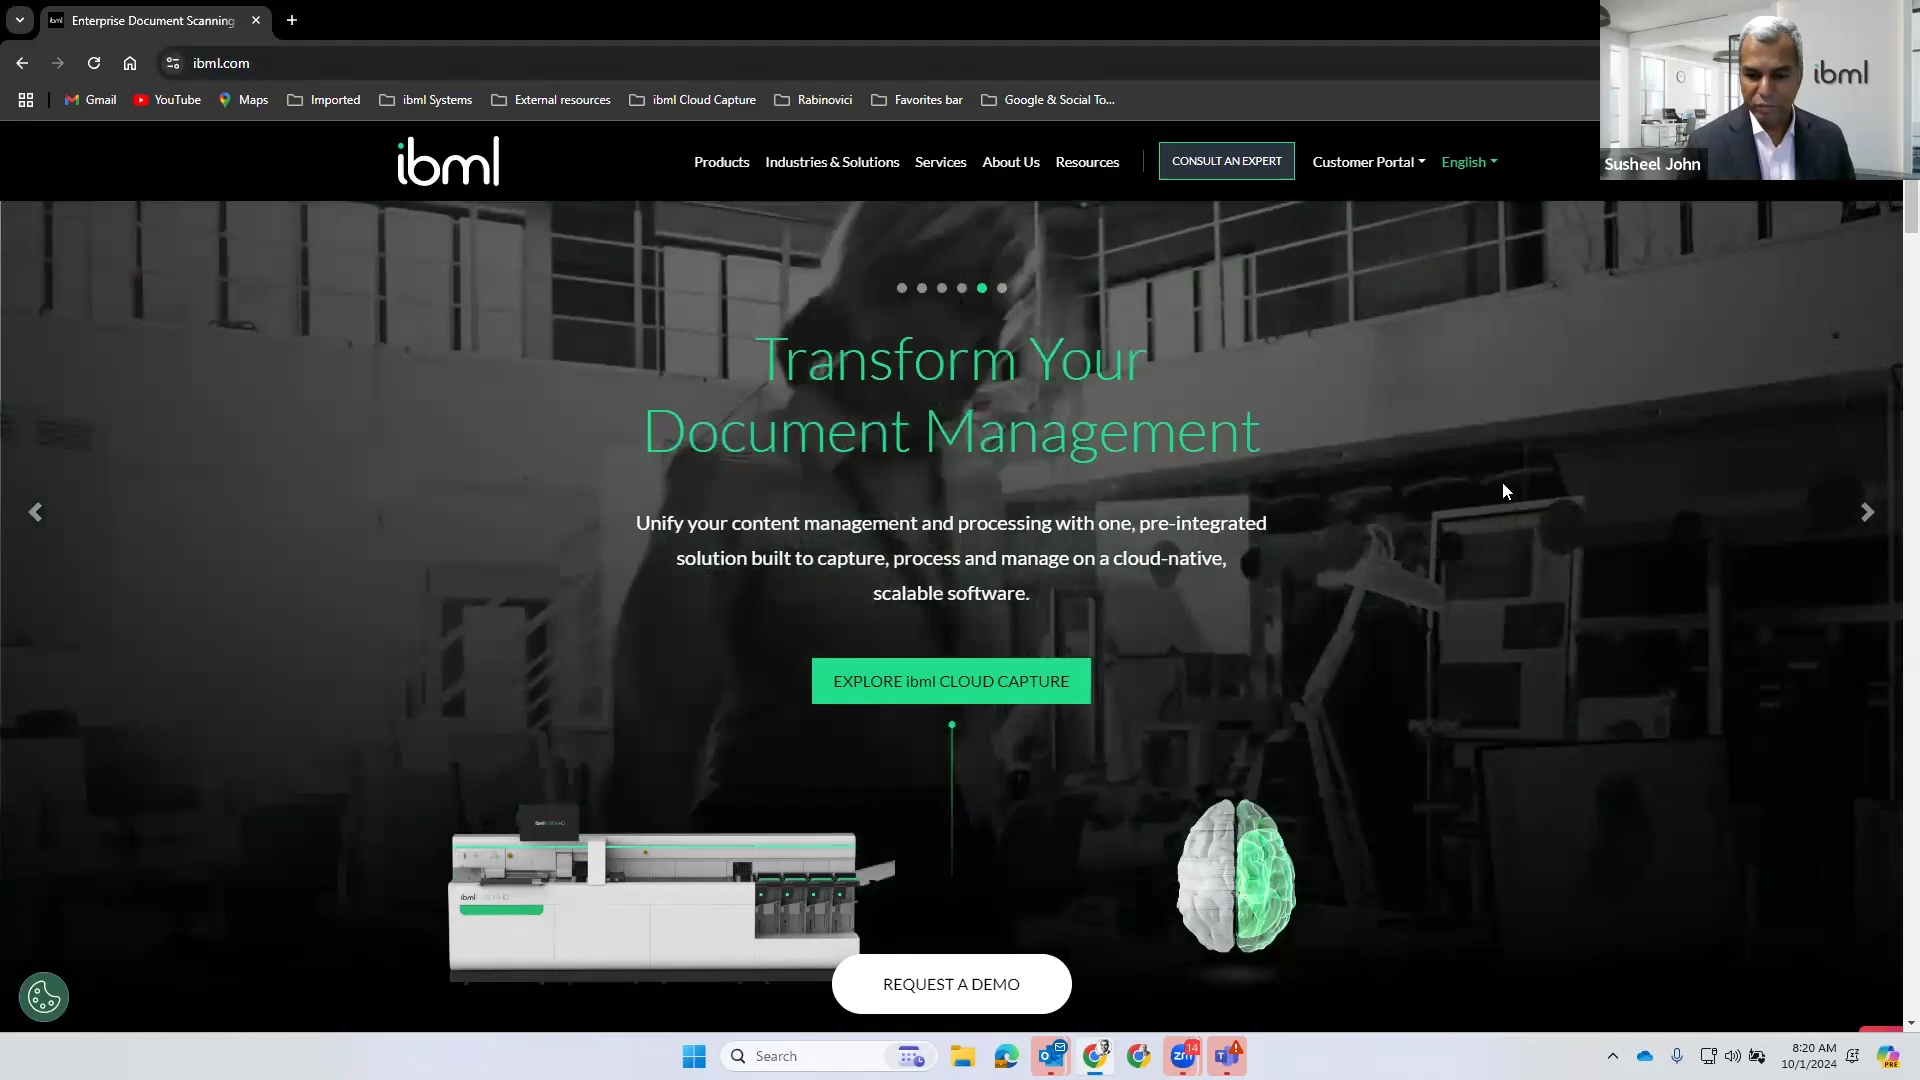 Enterprise Document Scanning
ibml.com
Gmail YouTube Maps Imported ibml Systems External resources ibml Cloud Capture Rabinovici Favorites bar Google & Social To...
ibml
Susheel John
ibml
Products Industries & Solutions Services About Us Resources CONSULT AN EXPERT Customer Portal English
Transform Your
Document Management
Unify your content management and processing with one, pre-integrated
solution built to capture, process and manage on a cloud-native,
scalable software.
EXPLORE ibml CLOUD CAPTURE
ibml
REQUEST A DEMO
Search
14
8:20 AM
10/1/2024
PRE